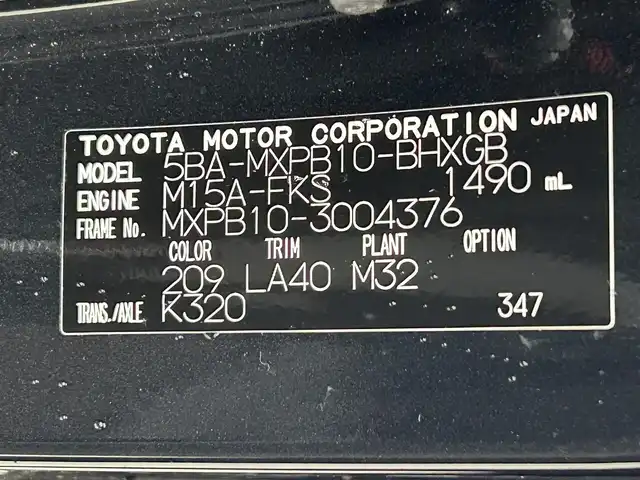 TOYOTA MOTOR CORPORATION JAPAN
MODEL 5BA-MXPB10-BHXGB
ENGINE M15A-FKS 1490 mL
FRAME No. MXPB10-3004376
COLOR TRIM PLANT OPTION
209 LA40 M32
TRANS./AXLE. K320 347